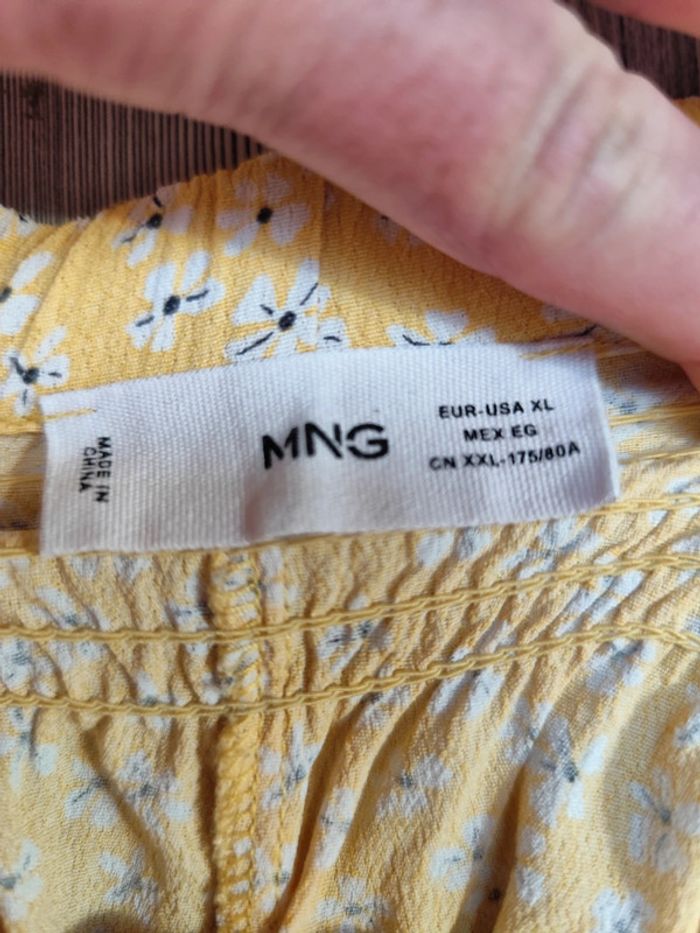 MADE IN
CHINA
MNG
EUR-USA XL
MEX EG
CN XXL-175/80A